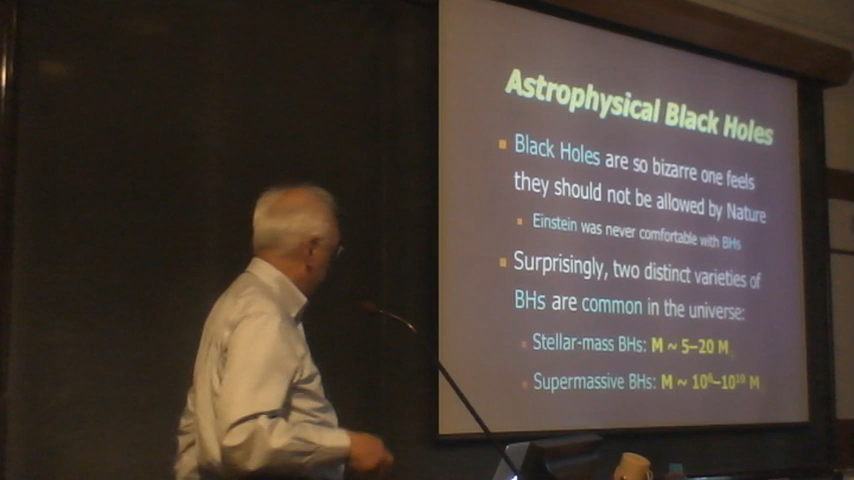 Astrophysical Black Holes
Black Holes are so bizarre one feels
they should not be allowed by Nature
Einstein was never comfortable with BHs
Surprisingly, two distinct varieties of
BHs are common in the universe:
Stellar-mass BHs: M ~ 5–20 M
Supermassive BHs: M ~ 10⁶–10¹⁰ M